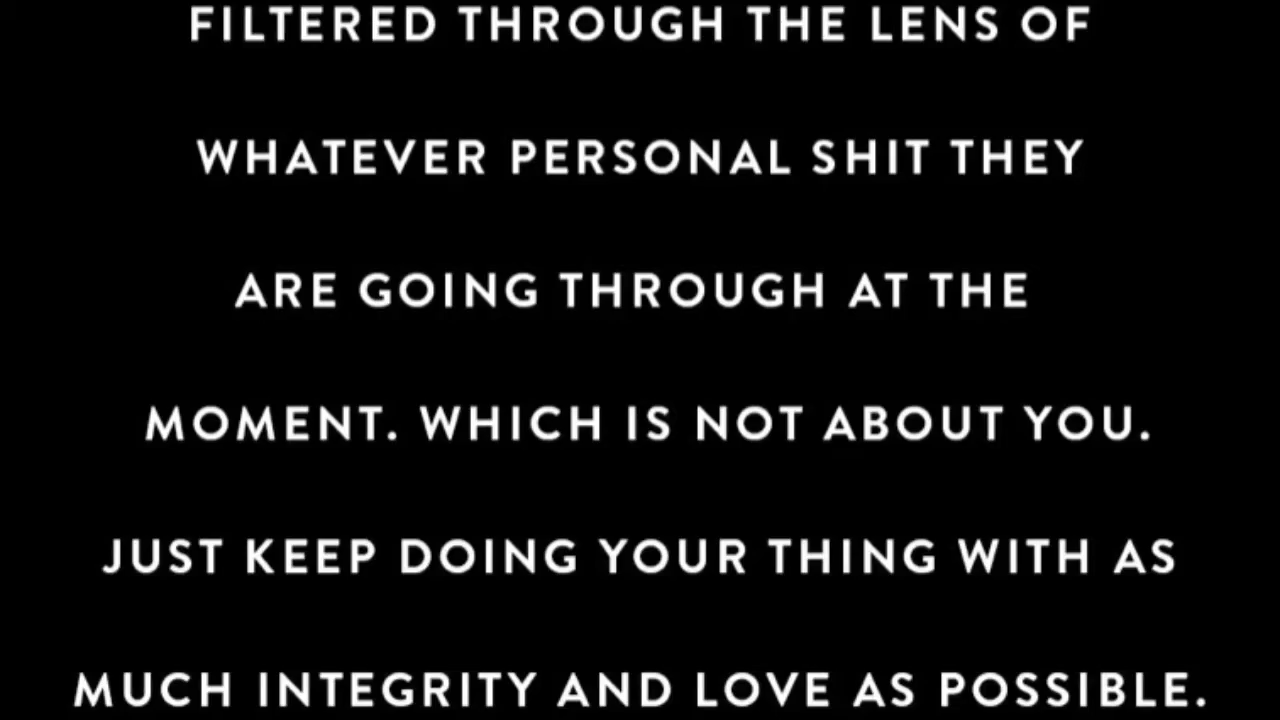 FILTERED THROUGH THE LENS OF
WHATEVER PERSONAL SHIT THEY
ARE GOING THROUGH AT THE
MOMENT. WHICH IS NOT ABOUT YOU.
JUST KEEP DOING YOUR THING WITH AS
MUCH INTEGRITY AND LOVE AS POSSIBLE.